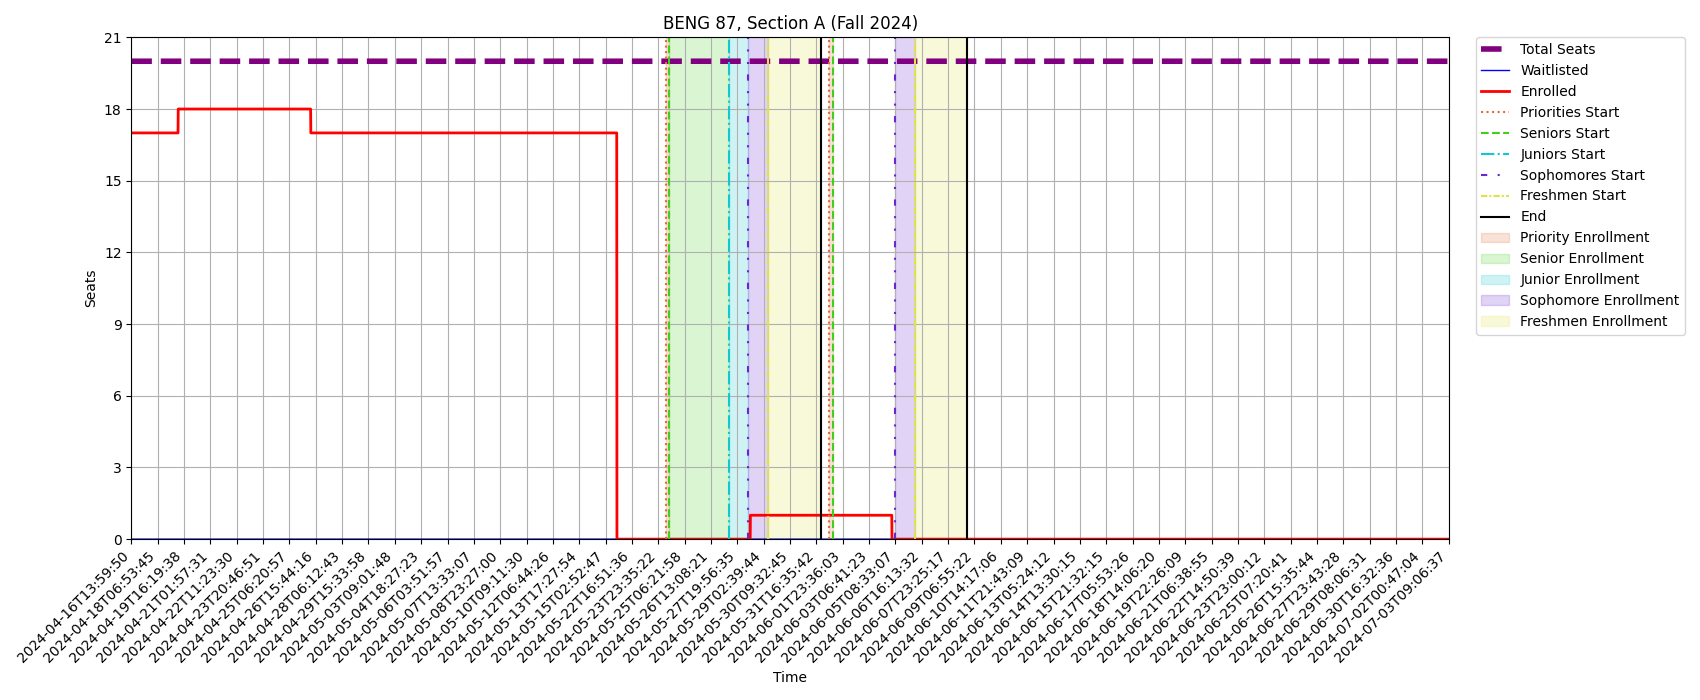 BENG 87, Section A (Fall 2024)
21
18
15
12
9
6
3
0
Seats
2024-04-16T13:59:50
2024-04-18T06:53:45
2024-04-19T16:19:38
2024-04-21T01:57:31
2024-04-22T11:23:30
2024-04-23T20:46:51
2024-04-25T06:20:57
2024-04-26T15:44:16
2024-04-28T06:12:43
2024-04-29T15:33:58
2024-05-03T09:01:48
2024-05-04T18:27:23
2024-05-06T03:51:57
2024-05-07T13:33:07
2024-05-08T23:27:00
2024-05-10T09:11:30
2024-05-12T06:44:26
2024-05-13T17:27:54
2024-05-15T02:52:47
2024-05-22T16:51:36
2024-05-23T23:35:22
2024-05-25T06:21:58
2024-05-26T13:08:21
2024-05-27T19:56:35
2024-05-29T02:39:44
2024-05-30T09:32:45
2024-05-31T16:35:42
2024-06-01T23:36:03
2024-06-03T06:41:23
2024-06-05T08:33:07
2024-06-06T16:13:32
2024-06-07T23:25:17
2024-06-09T06:55:22
2024-06-10T14:17:06
2024-06-11T21:43:09
2024-06-13T05:24:12
2024-06-14T13:30:15
2024-06-15T21:32:15
2024-06-17T05:53:26
2024-06-18T14:06:20
2024-06-19T22:26:09
2024-06-21T06:38:55
2024-06-22T14:50:39
2024-06-23T23:00:12
2024-06-25T07:20:41
2024-06-26T15:35:44
2024-06-27T23:43:28
2024-06-29T08:06:31
2024-06-30T16:32:36
2024-07-02T00:47:04
2024-07-03T09:06:37
Time
Total Seats
Waitlisted
Enrolled
Priorities Start
Seniors Start
Juniors Start
Sophomores Start
Freshmen Start
End
Priority Enrollment
Senior Enrollment
Junior Enrollment
Sophomore Enrollment
Freshmen Enrollment